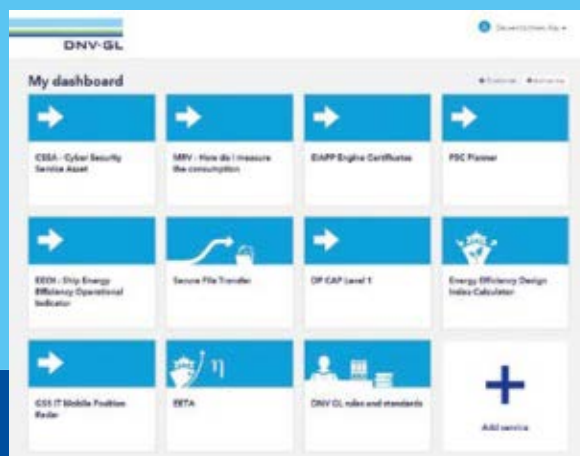 DNV·GL
My dashboard
CSSA - Cyber Security
Service Asset
MRV - How do I measure
the consumption
EIAPP Engine Certificates
PSC Planner
EEOI - Ship Energy
Efficiency Operational
Indicator
Secure File Transfer
DP CAP Level 1
Energy Efficiency Design
Index Calculator
GSS IT Mobile Position
Radar
η
EETA
DNV GL rules and standards
Add service